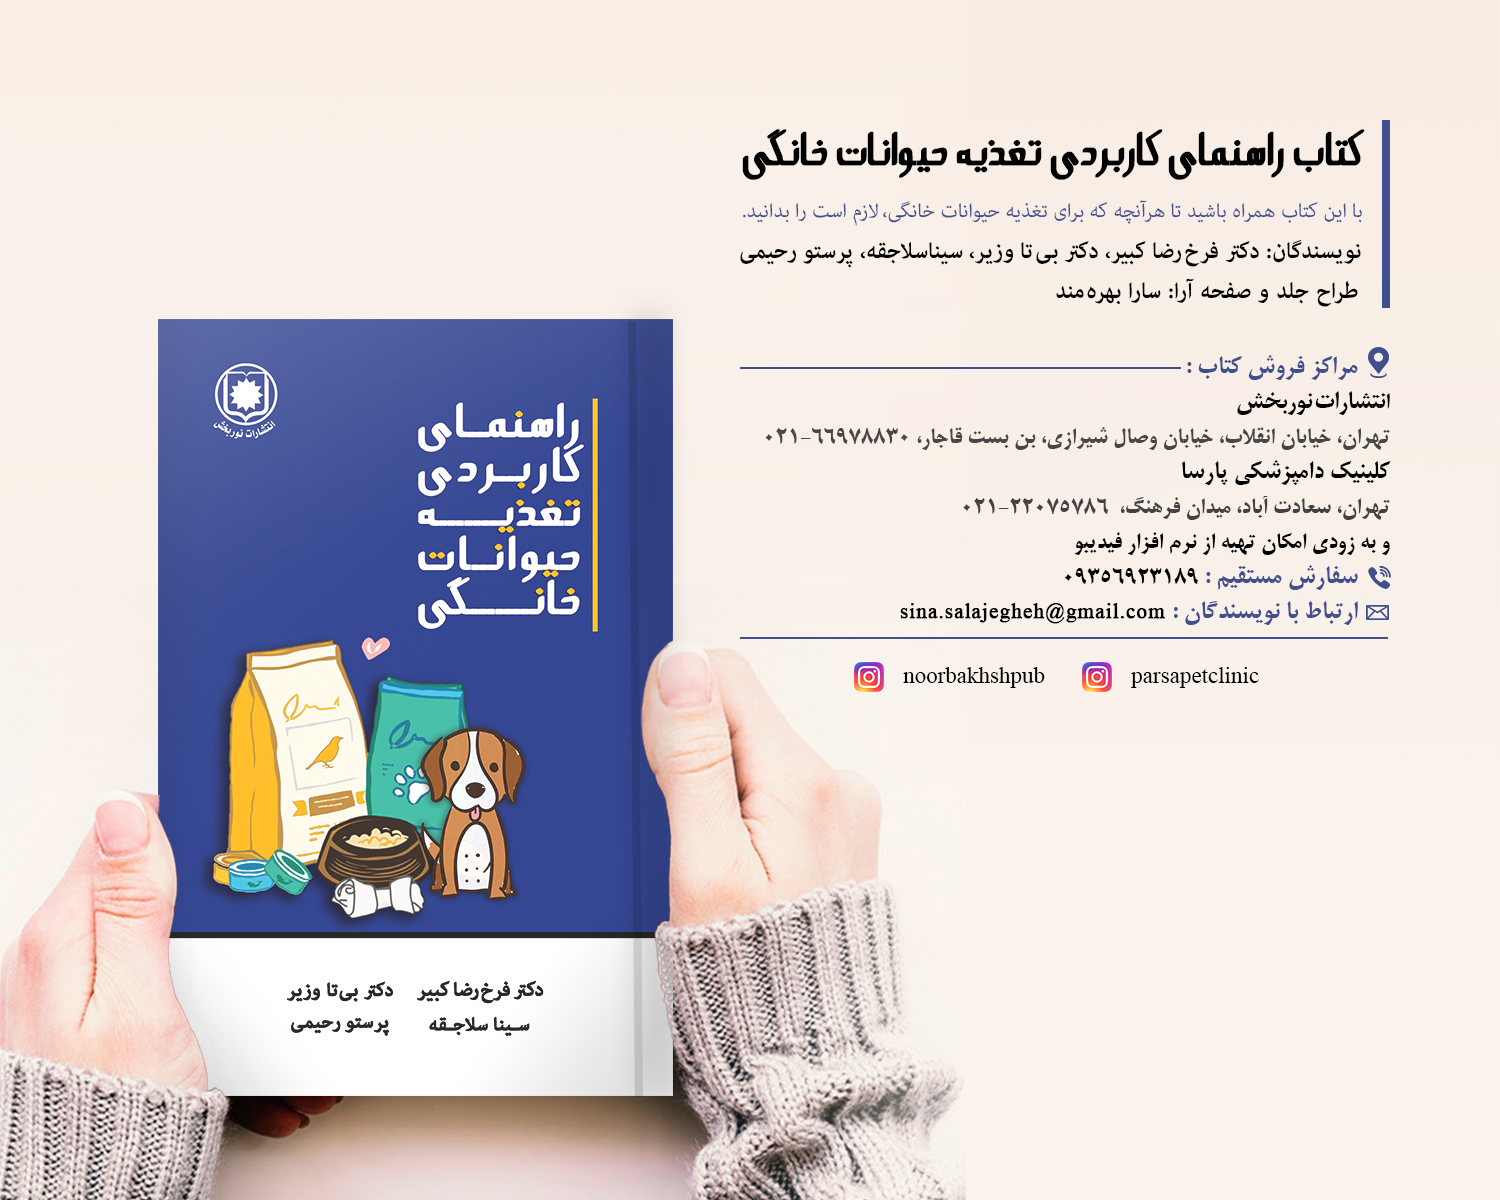 کتاب راهنمای کاربردی تغذیه حیوانات خانگی
با این کتاب همراه باشید تا هرآنچه که برای تغذیه حیوانات خانگی، لازم است را بدانید.
نویسندگان: دکتر فرخ‌رضا کبیر، دکتر بی‌تا وزیر، سیناسلاجقه، پرستو رحیمی
طراح جلد و صفحه آرا: سارا بهره‌مند
مراکز فروش کتاب :
انتشارات نوربخش
تهران، خیابان انقلاب، خیابان وصال شیرازی، بن بست قاجار، ۶۶۹۷۸۸۳۰-۰۲۱
کلینیک دامپزشکی پارسا
تهران، سعادت آباد، میدان فرهنگ، ۲۲۰۷۵۷۸۶-۰۲۱
و به زودی امکان تهیه از نرم افزار فیدیبو
سفارش مستقیم : ۰۹۳۵۶۹۲۳۱۸۹
ارتباط با نویسندگان : sina.salajegheh@gmail.com
noorbakhshpub parsapetclinic
انتشارات نوربخش
راهنمای
کاربردی
تغذیه
حیوانات
خانگی
دکتر فرخ‌رضا کبیر دکتر بی‌تا وزیر
سینا سلاجقه پرستو رحیمی